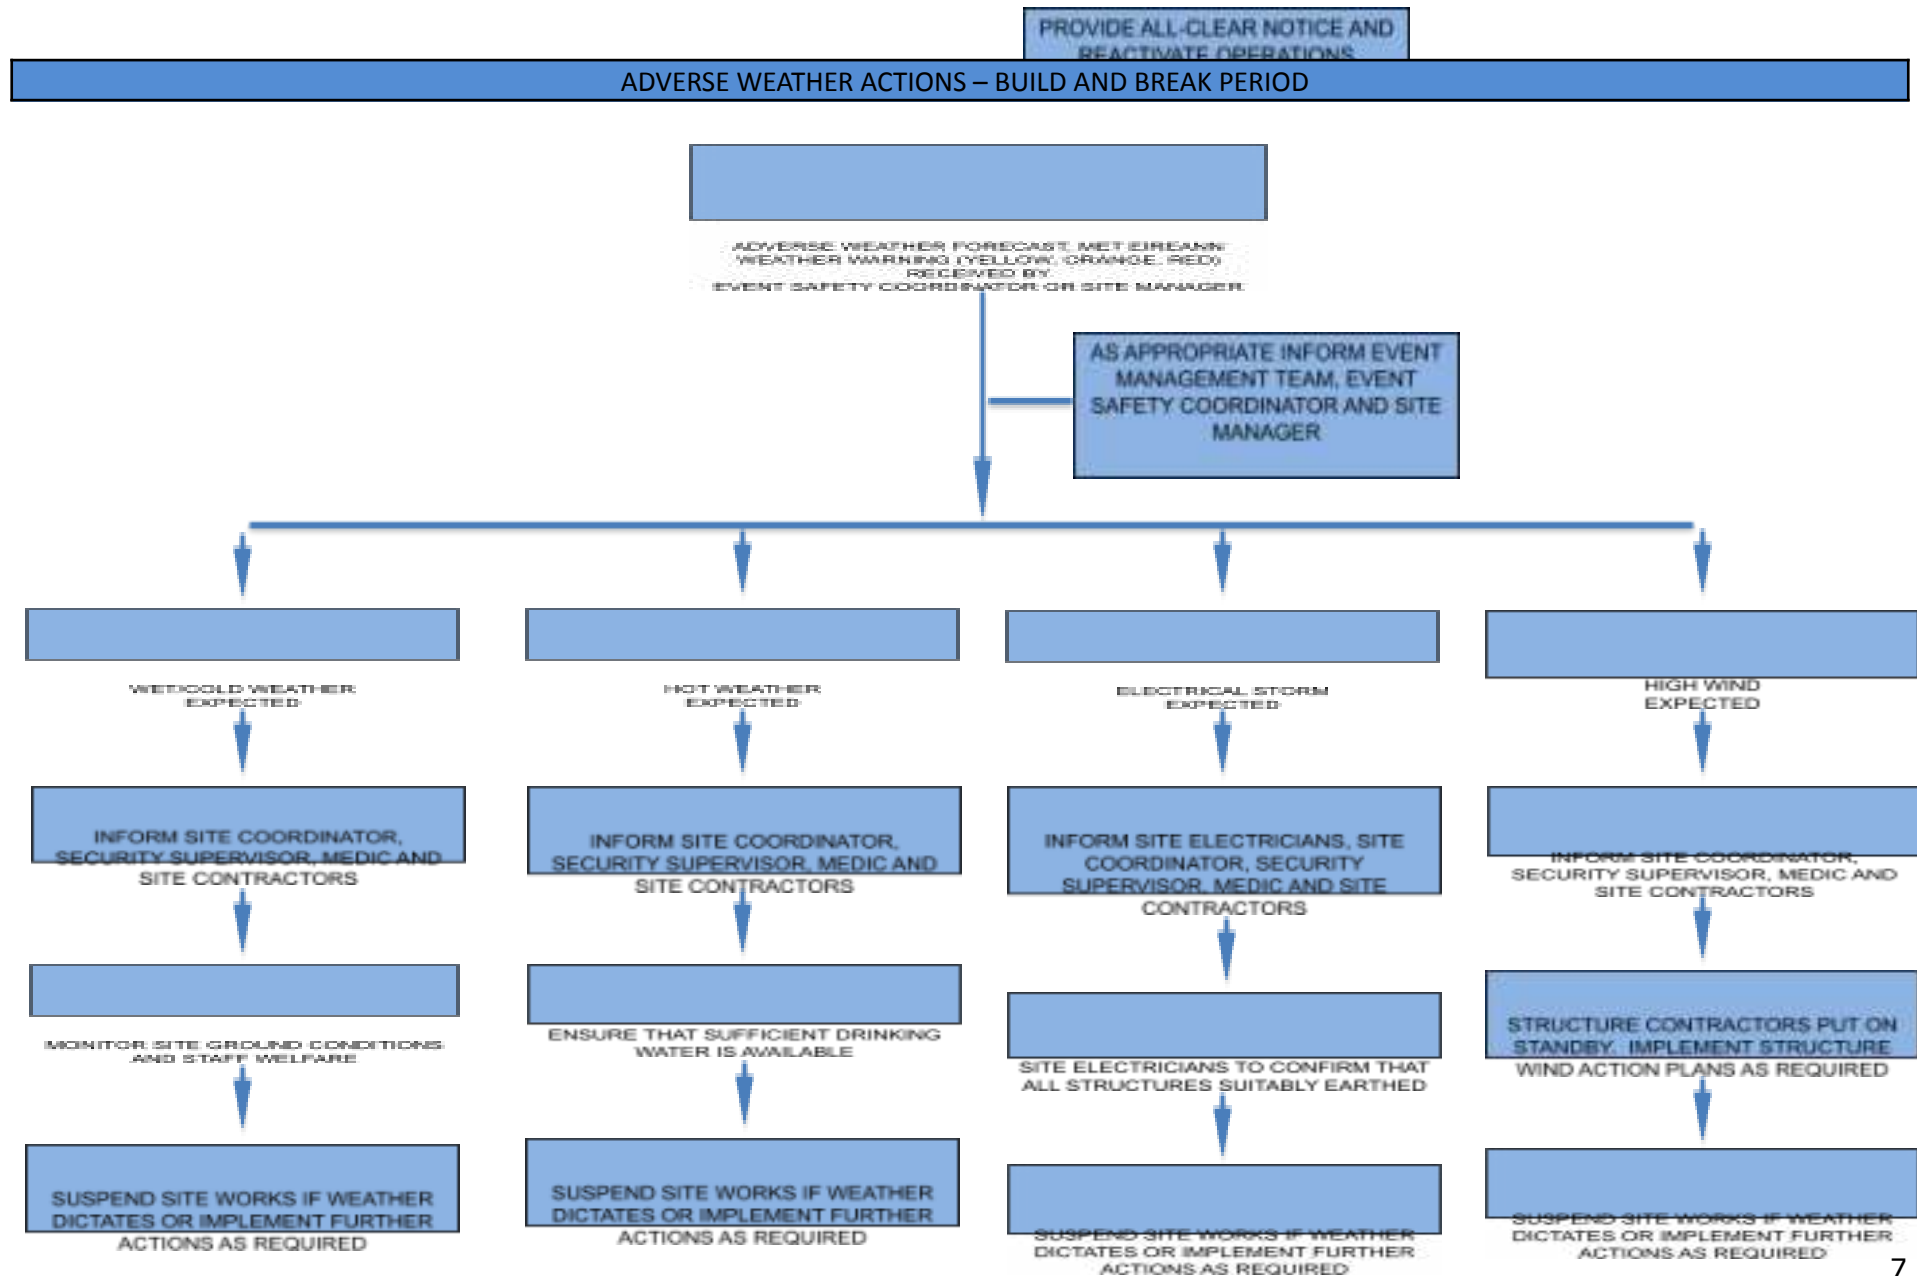 PROVIDE ALL-CLEAR NOTICE AND
REACTIVATE OPERATIONS
ADVERSE WEATHER ACTIONS – BUILD AND BREAK PERIOD
ADVERSE WEATHER FORECAST, MET EIREANN
WEATHER WARNING (YELLOW, ORANGE, RED)
RECEIVED BY
EVENT SAFETY COORDINATOR OR SITE MANAGER
AS APPROPRIATE INFORM EVENT
MANAGEMENT TEAM, EVENT
SAFETY COORDINATOR AND SITE
MANAGER
WET/COLD WEATHER
EXPECTED
HOT WEATHER
EXPECTED
ELECTRICAL STORM
EXPECTED
HIGH WIND
EXPECTED
INFORM SITE COORDINATOR,
SECURITY SUPERVISOR, MEDIC AND
SITE CONTRACTORS
INFORM SITE COORDINATOR,
SECURITY SUPERVISOR, MEDIC AND
SITE CONTRACTORS
INFORM SITE ELECTRICIANS, SITE
COORDINATOR, SECURITY
SUPERVISOR, MEDIC AND SITE
CONTRACTORS
INFORM SITE COORDINATOR,
SECURITY SUPERVISOR, MEDIC AND
SITE CONTRACTORS
MONITOR SITE GROUND CONDITIONS
AND STAFF WELFARE
ENSURE THAT SUFFICIENT DRINKING
WATER IS AVAILABLE
SITE ELECTRICIANS TO CONFIRM THAT
ALL STRUCTURES SUITABLY EARTHED
STRUCTURE CONTRACTORS PUT ON
STANDBY. IMPLEMENT STRUCTURE
WIND ACTION PLANS AS REQUIRED
SUSPEND SITE WORKS IF WEATHER
DICTATES OR IMPLEMENT FURTHER
ACTIONS AS REQUIRED
SUSPEND SITE WORKS IF WEATHER
DICTATES OR IMPLEMENT FURTHER
ACTIONS AS REQUIRED
SUSPEND SITE WORKS IF WEATHER
DICTATES OR IMPLEMENT FURTHER
ACTIONS AS REQUIRED
SUSPEND SITE WORKS IF WEATHER
DICTATES OR IMPLEMENT FURTHER
ACTIONS AS REQUIRED
7